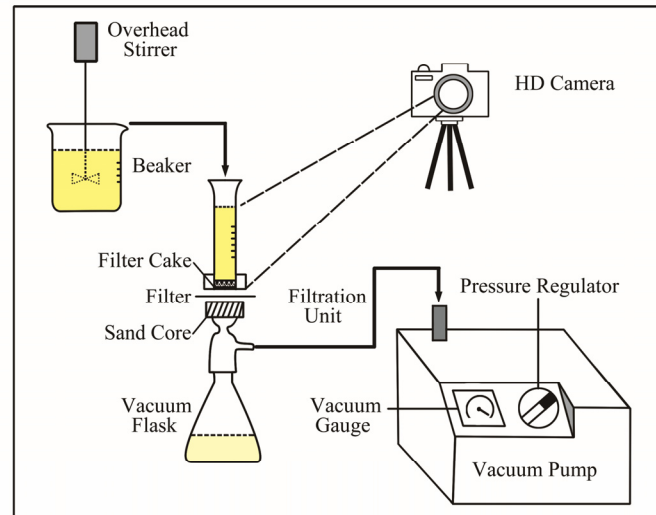 Overhead
Stirrer
HD Camera
Beaker
Filter Cake
Filter
Filtration
Unit
Pressure Regulator
Sand Core
Vacuum
Flask
Vacuum
Gauge
Vacuum Pump